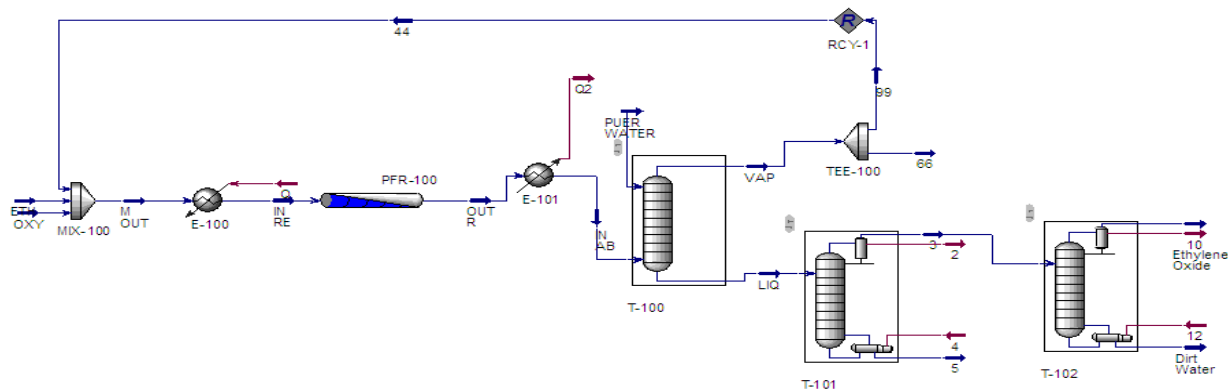 44
RCY-1
99
Q2
PUER
WATER
VAP
TEE-100
66
ETH
OXY
MIX-100
M
OUT
E-100
Q
IN
RE
PFR-100
OUT
R
E-101
IN
AB
T-100
LIQ
3
2
4
5
T-101
10
Ethylene
Oxide
12
Dirt
Water
T-102